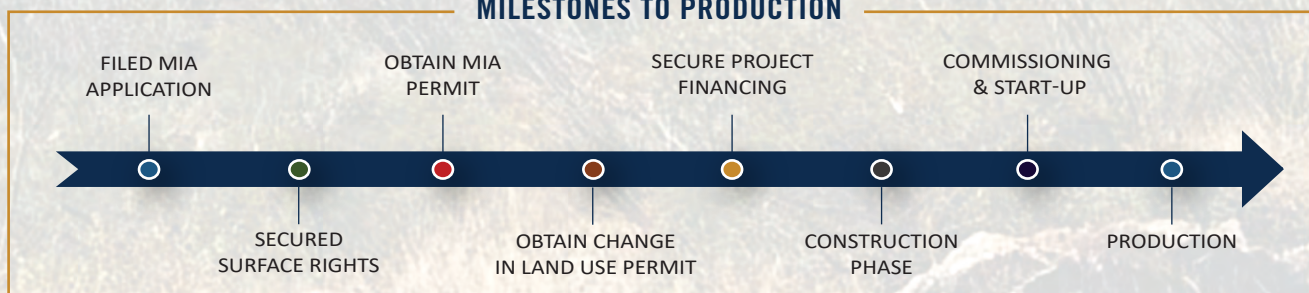 MILESTONES TO PRODUCTION
FILED MIA
APPLICATION
SECURED
SURFACE RIGHTS
OBTAIN MIA
PERMIT
OBTAIN CHANGE
IN LAND USE PERMIT
SECURE PROJECT
FINANCING
CONSTRUCTION
PHASE
COMMISSIONING
& START-UP
PRODUCTION